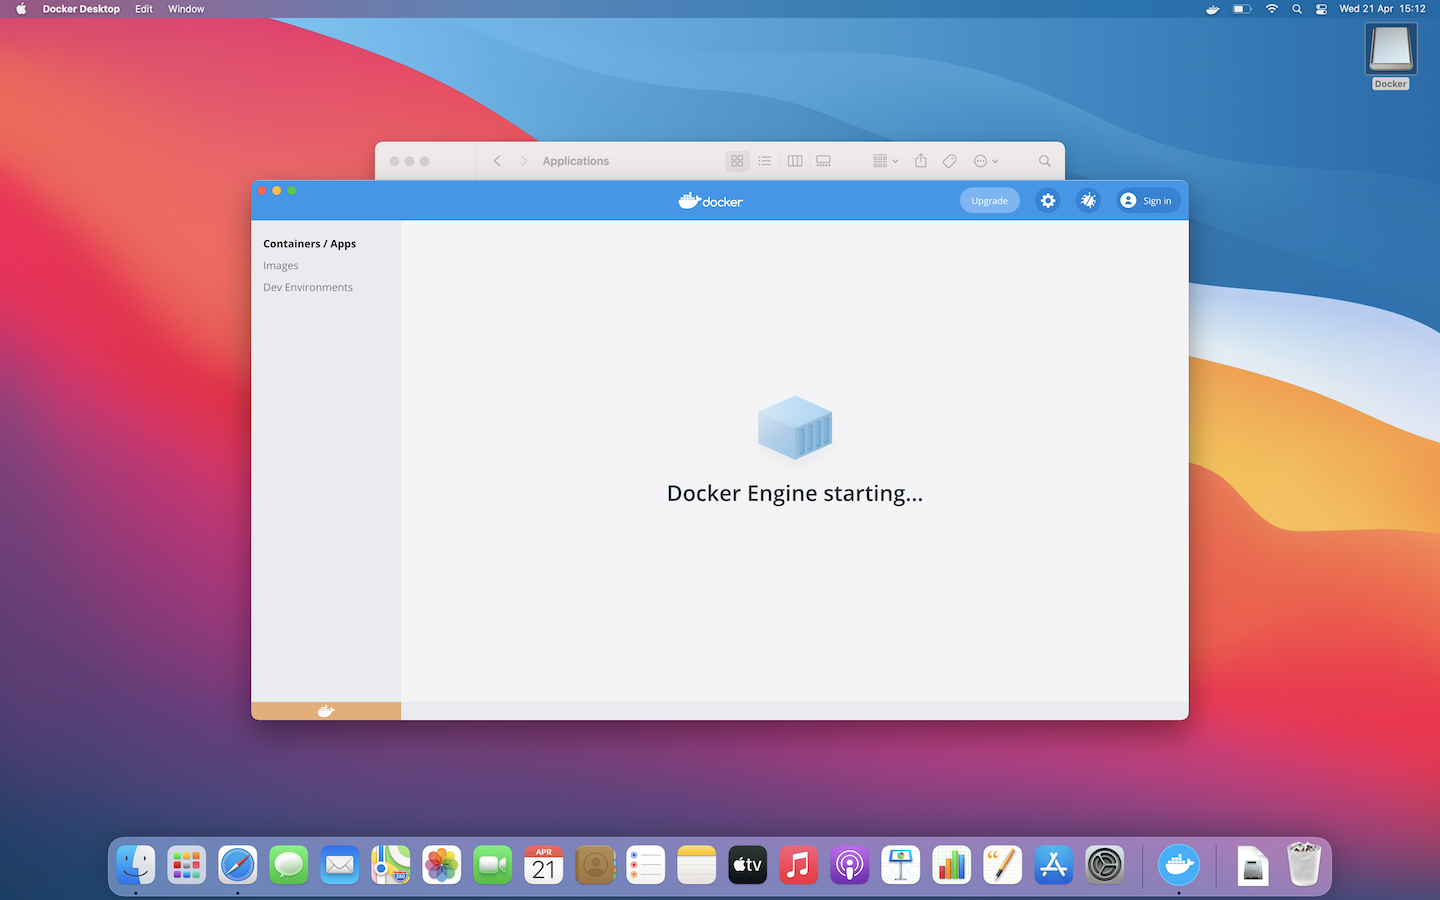 Docker Desktop Edit Window
Wed 21 Apr 15:12
Docker
Applications
docker
Upgrade
Sign in
Containers / Apps
Images
Dev Environments
Docker Engine starting...
APR
21
tv